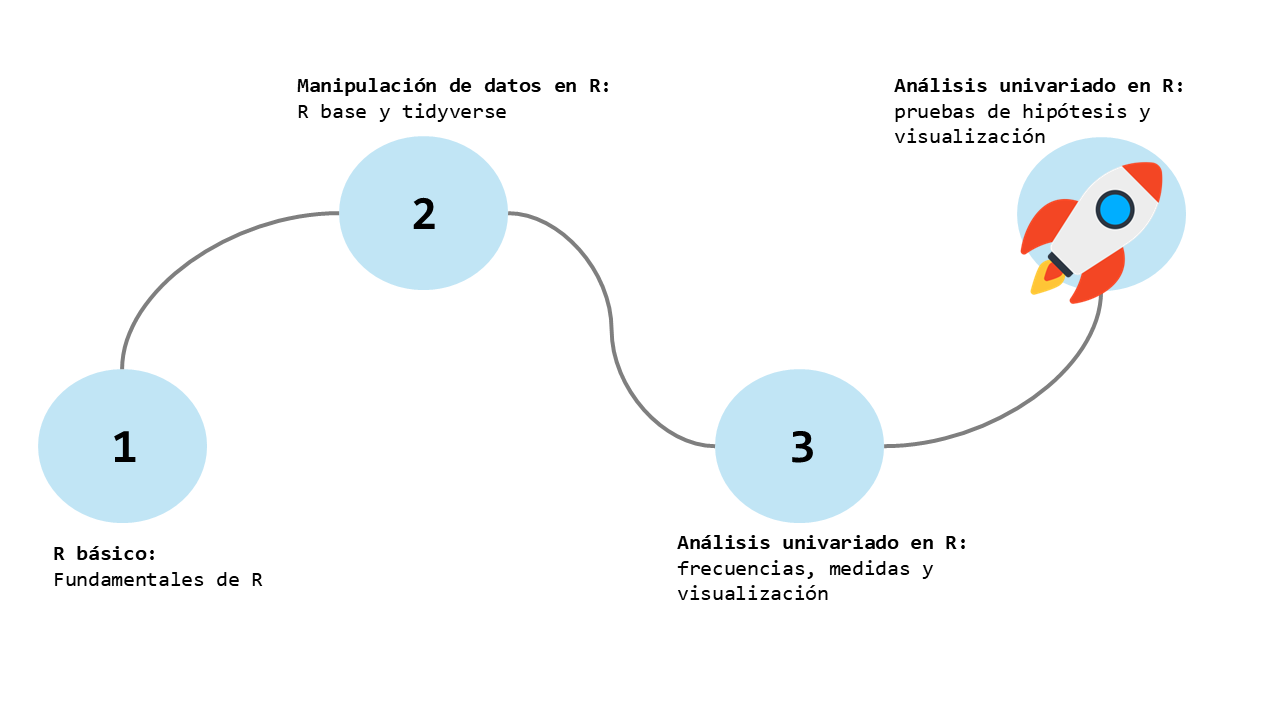 1
R básico:
Fundamentales de R
Manipulación de datos en R:
R base y tidyverse
2
3
Análisis univariado en R:
frecuencias, medidas y
visualización
Análisis univariado en R:
pruebas de hipótesis y
visualización